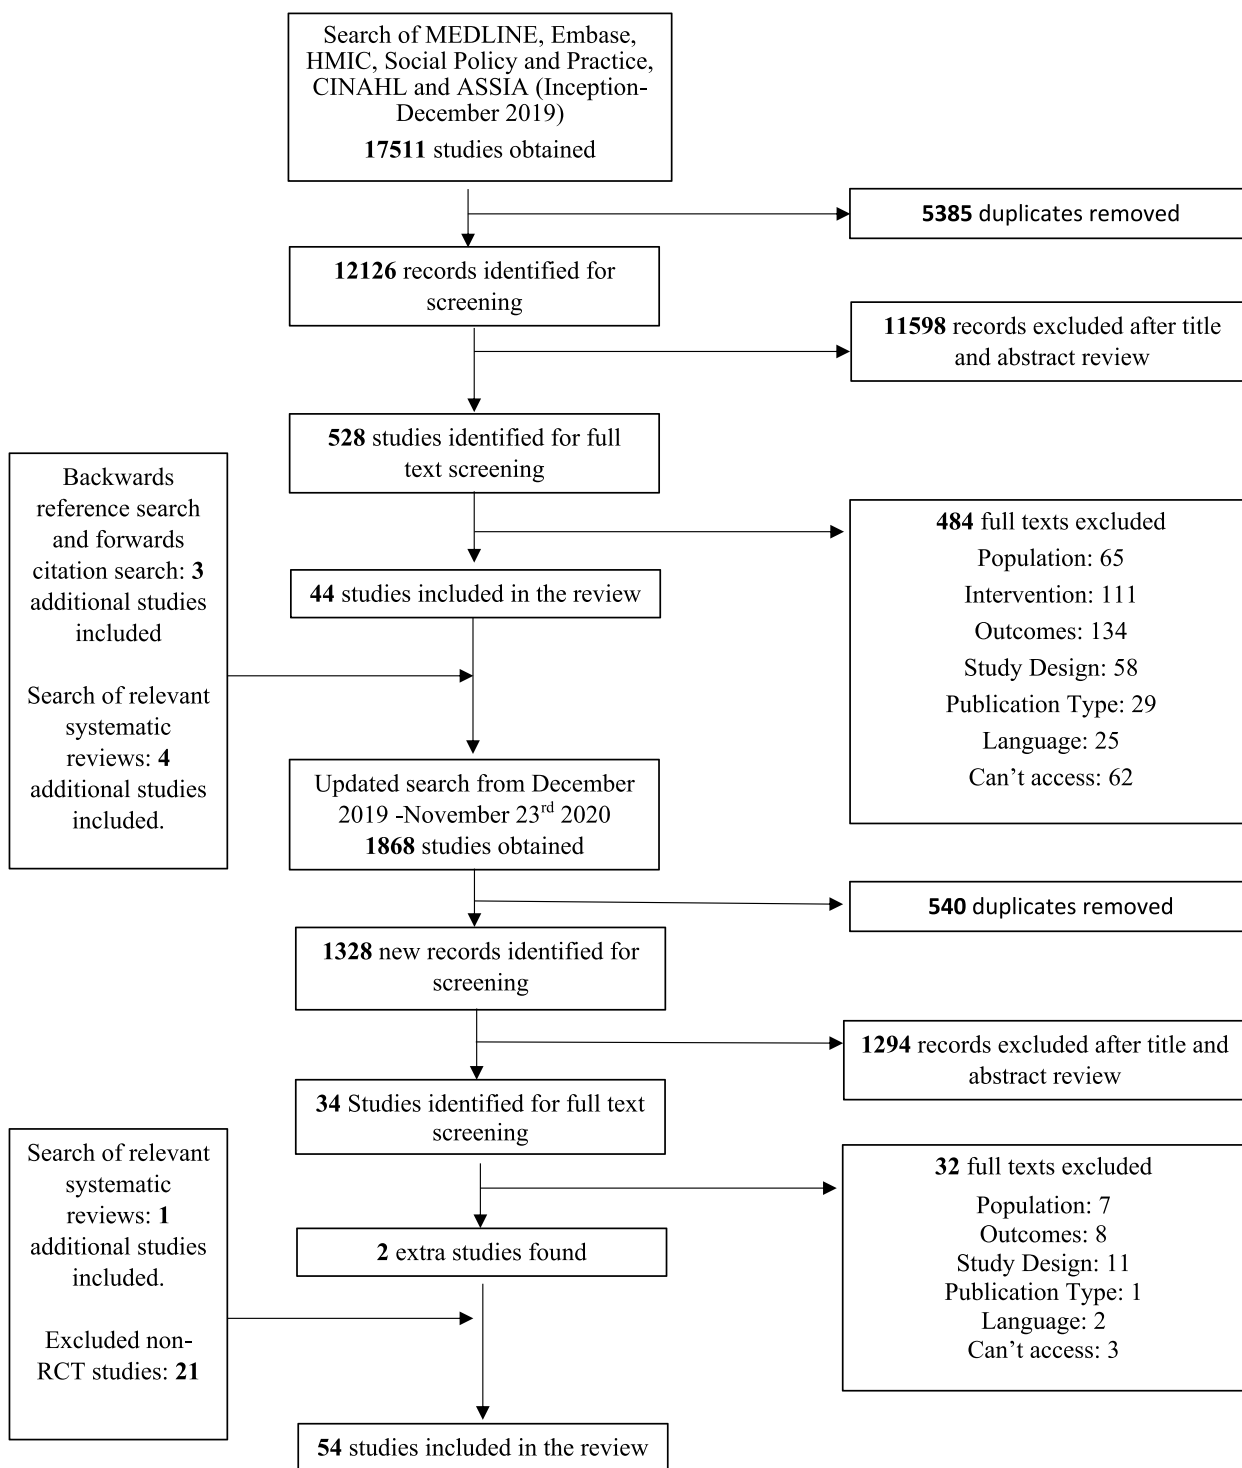 Search of MEDLINE, Embase,
HMIC, Social Policy and Practice,
CINAHL and ASSIA (Inception-
December 2019)
17511 studies obtained
5385 duplicates removed
12126 records identified for
screening
11598 records excluded after title
and abstract review
528 studies identified for full
text screening
Backwards
reference search
and forwards
citation search: 3
additional studies
included
Search of relevant
systematic
reviews: 4
additional studies
included.
484 full texts excluded
Population: 65
Intervention: 111
Outcomes: 134
Study Design: 58
Publication Type: 29
Language: 25
Can’t access: 62
44 studies included in the review
Updated search from December
2019 -November 23rd 2020
1868 studies obtained
540 duplicates removed
1328 new records identified for
screening
1294 records excluded after title and
abstract review
34 Studies identified for full text
screening
Search of relevant
systematic
reviews: 1
additional studies
included.
Excluded non-
RCT studies: 21
32 full texts excluded
Population: 7
Outcomes: 8
Study Design: 11
Publication Type: 1
Language: 2
Can’t access: 3
2 extra studies found
54 studies included in the review